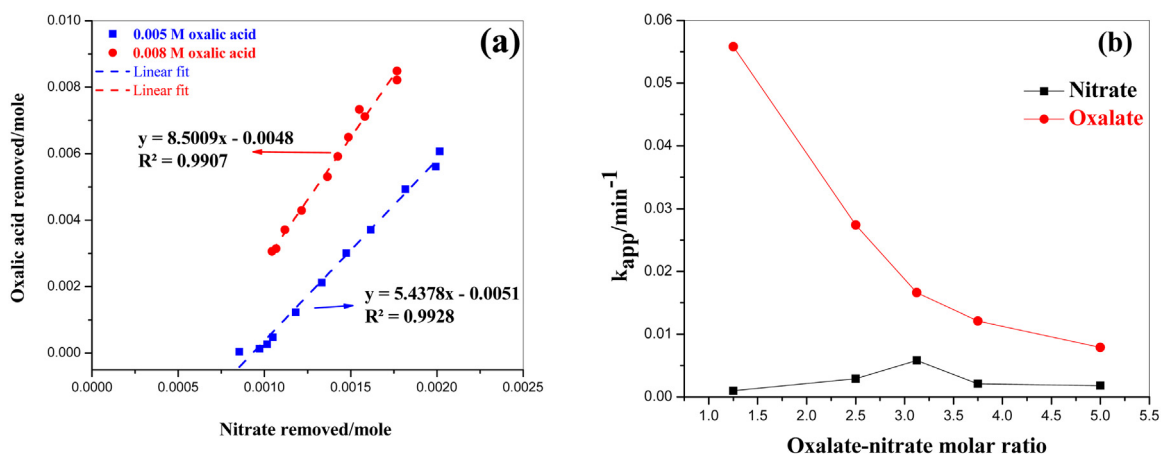 (a)
0.005 M oxalic acid
0.008 M oxalic acid
Linear fit
Linear fit
y = 8.5009x - 0.0048
R² = 0.9907
y = 5.4378x - 0.0051
R² = 0.9928
0.010
0.008
0.006
0.004
0.002
0.000
Oxalic acid removed/mole
0.0000 0.0005 0.0010 0.0015 0.0020 0.0025
Nitrate removed/mole
(b)
Nitrate
Oxalate
0.06
0.05
0.04
0.03
0.02
0.01
0.00
k_app/min⁻¹
1.0 1.5 2.0 2.5 3.0 3.5 4.0 4.5 5.0 5.5
Oxalate-nitrate molar ratio